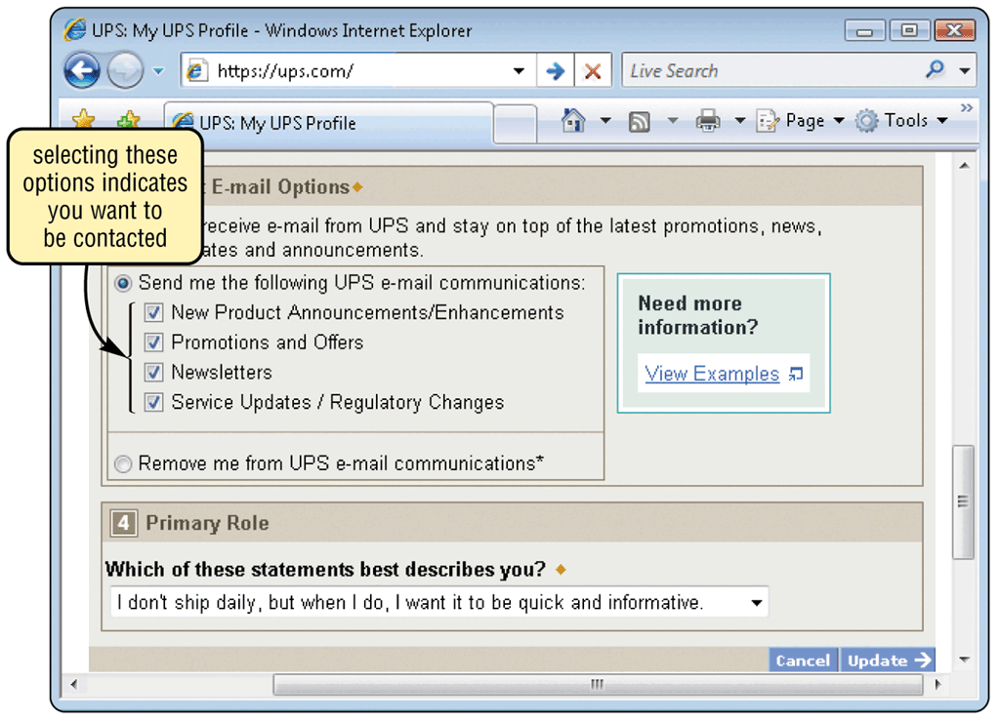 UPS: My UPS Profile - Windows Internet Explorer
https://ups.com/
Live Search
UPS: My UPS Profile
Page
Tools
selecting these
options indicates
you want to
be contacted
E-mail Options
receive e-mail from UPS and stay on top of the latest promotions, news,
and announcements.
Send me the following UPS e-mail communications:
New Product Announcements/Enhancements
Promotions and Offers
Newsletters
Service Updates / Regulatory Changes
Remove me from UPS e-mail communications*
Need more
information?
View Examples
4 Primary Role
Which of these statements best describes you?
I don't ship daily, but when I do, I want it to be quick and informative.
Cancel
Update